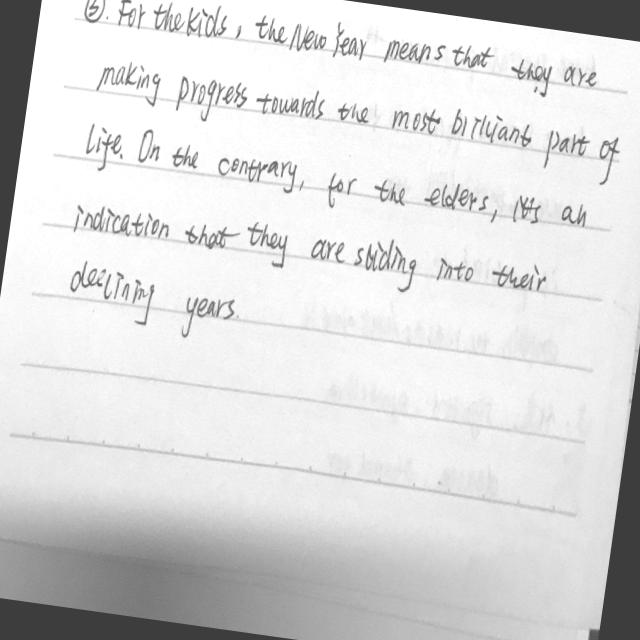 ⑥. For the kids, the New Year means that they are
making progress towards the most brilliant part of
life. On the contrary, for the elders, it's an
indication that they are sliding into their
declining years.